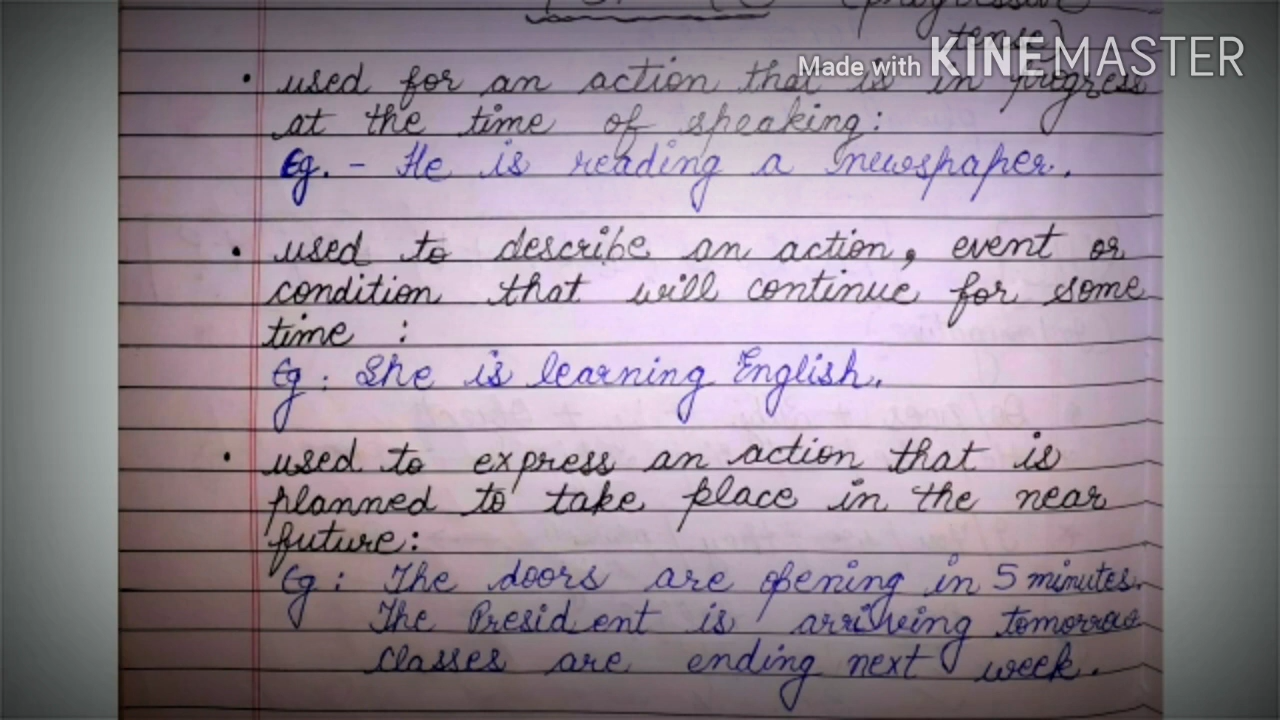 (progressive
tense)
Made with KINEMASTER
• used for an action that is in progress
at the time of speaking:
Eg. - He is reading a newspaper.
• used to describe an action, event or
condition that will continue for some
time :
Eg : She is learning English.
• used to express an action that is
planned to take place in the near
future:
Eg : The doors are opening in 5 minutes.
The President is arriving tomorrow
Classes are ending next week.